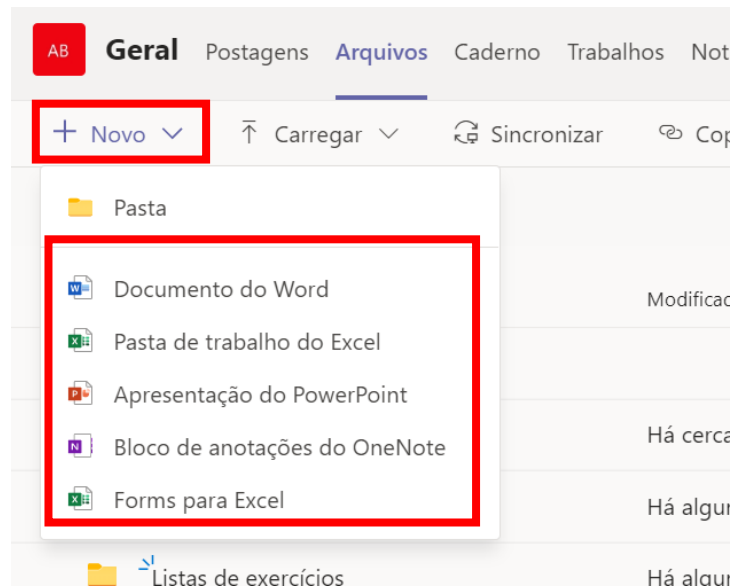 AB Geral Postagens Arquivos Caderno Trabalhos Not
+ Novo Carregar Sincronizar Cop
Pasta
Documento do Word
Modificad
Pasta de trabalho do Excel
Apresentação do PowerPoint
Bloco de anotações do OneNote
Há cerca
Forms para Excel
Há algun
Listas de exercícios
Há algun